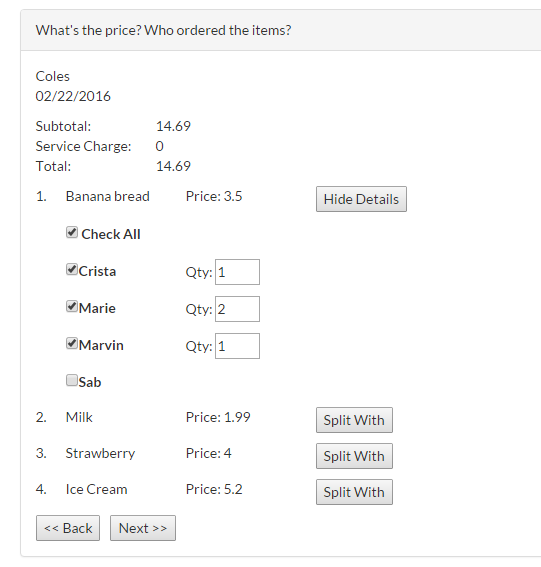 What's the price? Who ordered the items?
Coles
02/22/2016
Subtotal: 14.69
Service Charge: 0
Total: 14.69
1. Banana bread Price: 3.5 Hide Details
Check All
Crista Qty: 1
Marie Qty: 2
Marvin Qty: 1
Sab
2. Milk Price: 1.99 Split With
3. Strawberry Price: 4 Split With
4. Ice Cream Price: 5.2 Split With
<< Back Next >>